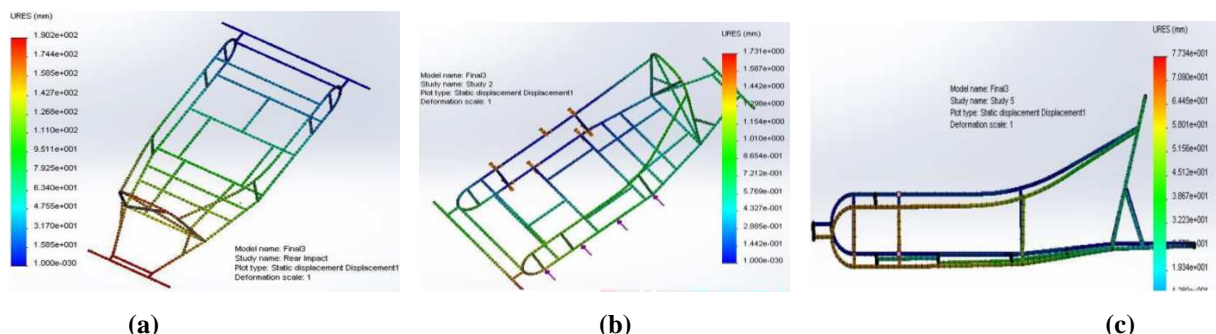 URES (mm)
1.902e+002
1.744e+002
1.585e+002
1.427e+002
1.268e+002
1.110e+002
9.511e+001
7.925e+001
6.340e+001
4.755e+001
3.170e+001
1.585e+001
1.000e-030
Model name: Final3
Study name: Rear Impact
Plot type: Static displacement Displacement1
Deformation scale: 1
(a)
Model name: Final3
Study name: Study 2
Plot type: Static displacement Displacement1
Deformation scale: 1
URES (mm)
1.731e+000
1.587e+000
1.442e+000
1.298e+000
1.154e+000
1.010e+000
8.654e-001
7.212e-001
5.769e-001
4.327e-001
2.885e-001
1.442e-001
1.000e-030
(b)
Model name: Final3
Study name: Study 5
Plot type: Static displacement Displacement1
Deformation scale: 1
URES (mm)
7.734e+001
7.090e+001
6.445e+001
5.801e+001
5.156e+001
4.512e+001
3.867e+001
3.223e+001
1.934e+001
(c)